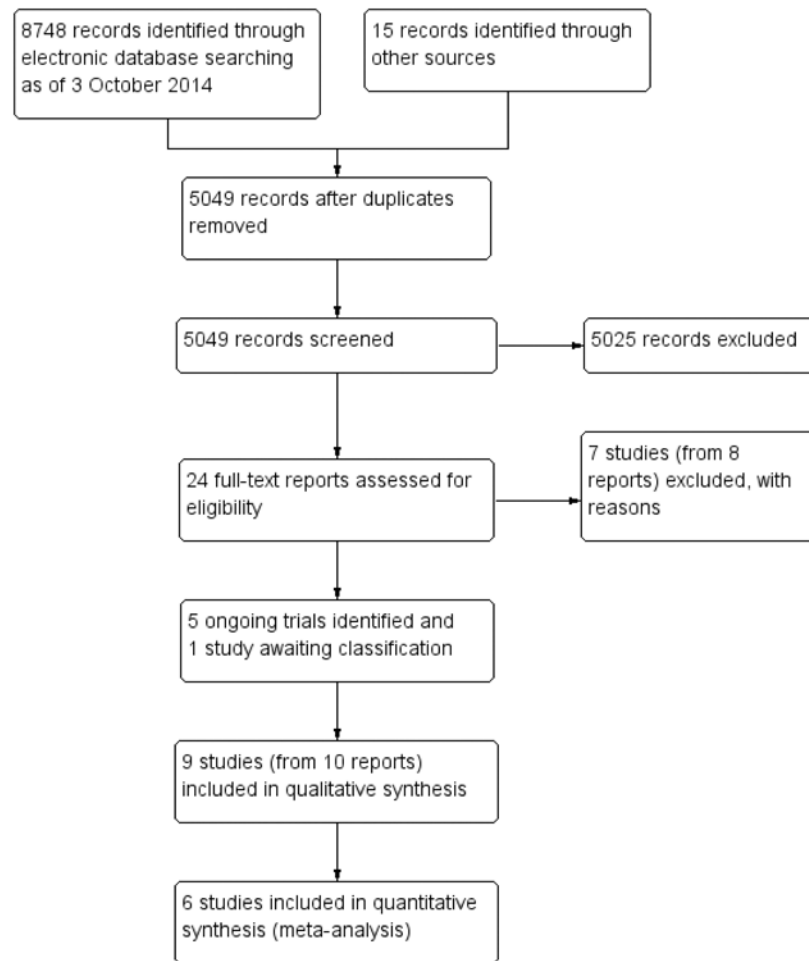 8748 records identified through
electronic database searching
as of 3 October 2014
15 records identified through
other sources
5049 records after duplicates
removed
5049 records screened
5025 records excluded
24 full-text reports assessed for
eligibility
7 studies (from 8
reports) excluded, with
reasons
5 ongoing trials identified and
1 study awaiting classification
9 studies (from 10 reports)
included in qualitative synthesis
6 studies included in quantitative
synthesis (meta-analysis)